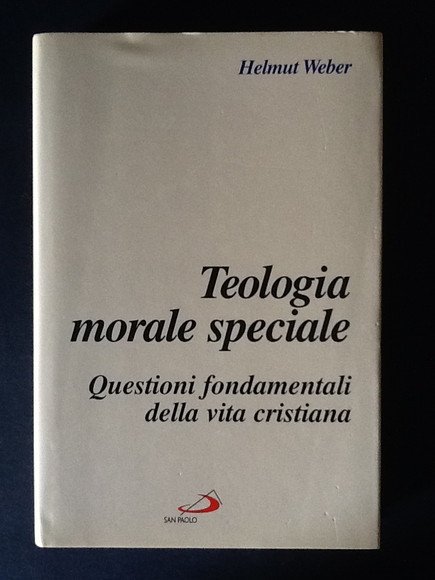 Helmut Weber
Teologia
morale speciale
Questioni fondamentali
della vita cristiana
SAN PAOLO